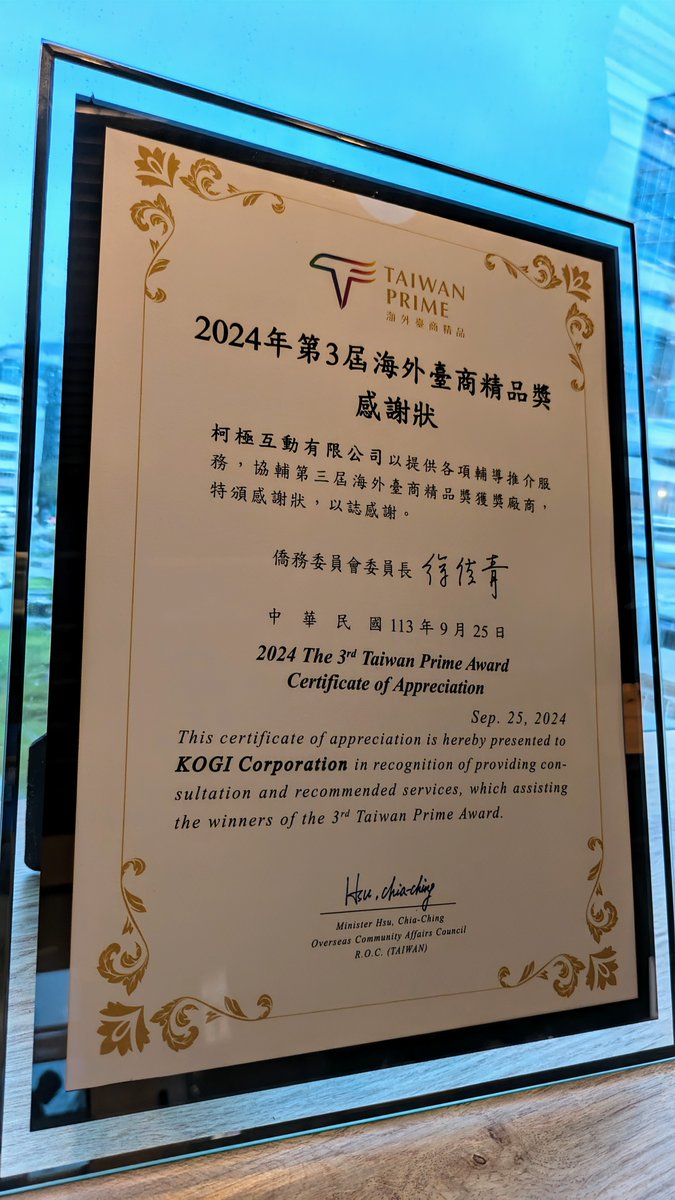 TAIWAN
PRIME
海外臺商精品
2024年第3屆海外臺商精品獎
感謝狀
柯極互動有限公司以提供各項輔導推介服
務，協輔第三屆海外臺商精品獎獲獎廠商，
特頒感謝狀，以誌感謝。
僑務委員會委員長 徐佳青
中 華 民 國 113 年 9 月 25 日
2024 The 3rd Taiwan Prime Award
Certificate of Appreciation
Sep. 25, 2024
This certificate of appreciation is hereby presented to
KOGI Corporation in recognition of providing con-
sultation and recommended services, which assisting
the winners of the 3rd Taiwan Prime Award.
Hsu, chia-ching
Minister Hsu, Chia-Ching
Overseas Community Affairs Council
R.O.C. (TAIWAN)